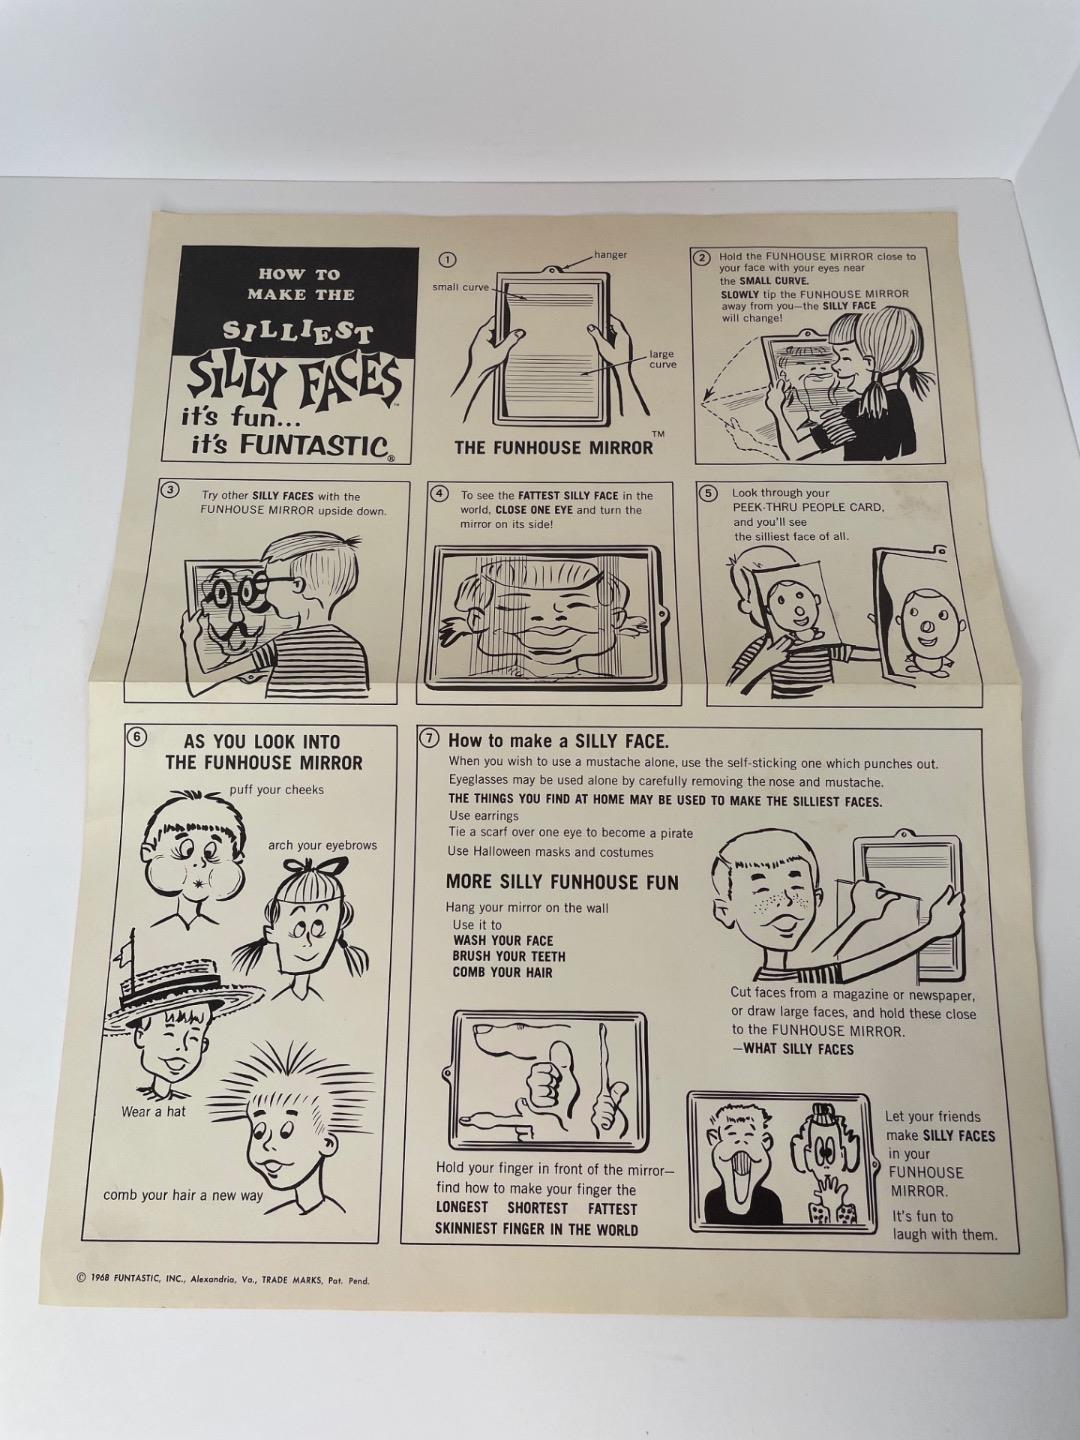 HOW TO
MAKE THE
SILLIEST
SILLY FACES™
it's fun...
it's FUNTASTIC®
1
hanger
small curve
large
curve
THE FUNHOUSE MIRROR™
2 Hold the FUNHOUSE MIRROR close to
your face with your eyes near
the SMALL CURVE.
SLOWLY tip the FUNHOUSE MIRROR
away from you—the SILLY FACE
will change!
3 Try other SILLY FACES with the
FUNHOUSE MIRROR upside down.
4 To see the FATTEST SILLY FACE in the
world, CLOSE ONE EYE and turn the
mirror on its side!
5 Look through your
PEEK-THRU PEOPLE CARD,
and you'll see
the silliest face of all.
6 AS YOU LOOK INTO
THE FUNHOUSE MIRROR
puff your cheeks
arch your eyebrows
Wear a hat
comb your hair a new way
7 How to make a SILLY FACE.
When you wish to use a mustache alone, use the self-sticking one which punches out.
Eyeglasses may be used alone by carefully removing the nose and mustache.
THE THINGS YOU FIND AT HOME MAY BE USED TO MAKE THE SILLIEST FACES.
Use earrings
Tie a scarf over one eye to become a pirate
Use Halloween masks and costumes
MORE SILLY FUNHOUSE FUN
Hang your mirror on the wall
Use it to
WASH YOUR FACE
BRUSH YOUR TEETH
COMB YOUR HAIR
Cut faces from a magazine or newspaper,
or draw large faces, and hold these close
to the FUNHOUSE MIRROR.
—WHAT SILLY FACES
Hold your finger in front of the mirror—
find how to make your finger the
LONGEST SHORTEST FATTEST
SKINNIEST FINGER IN THE WORLD
Let your friends
make SILLY FACES
in your
FUNHOUSE
MIRROR.
It's fun to
laugh with them.
© 1968 FUNTASTIC, INC., Alexandria, Va., TRADE MARKS, Pat. Pend.